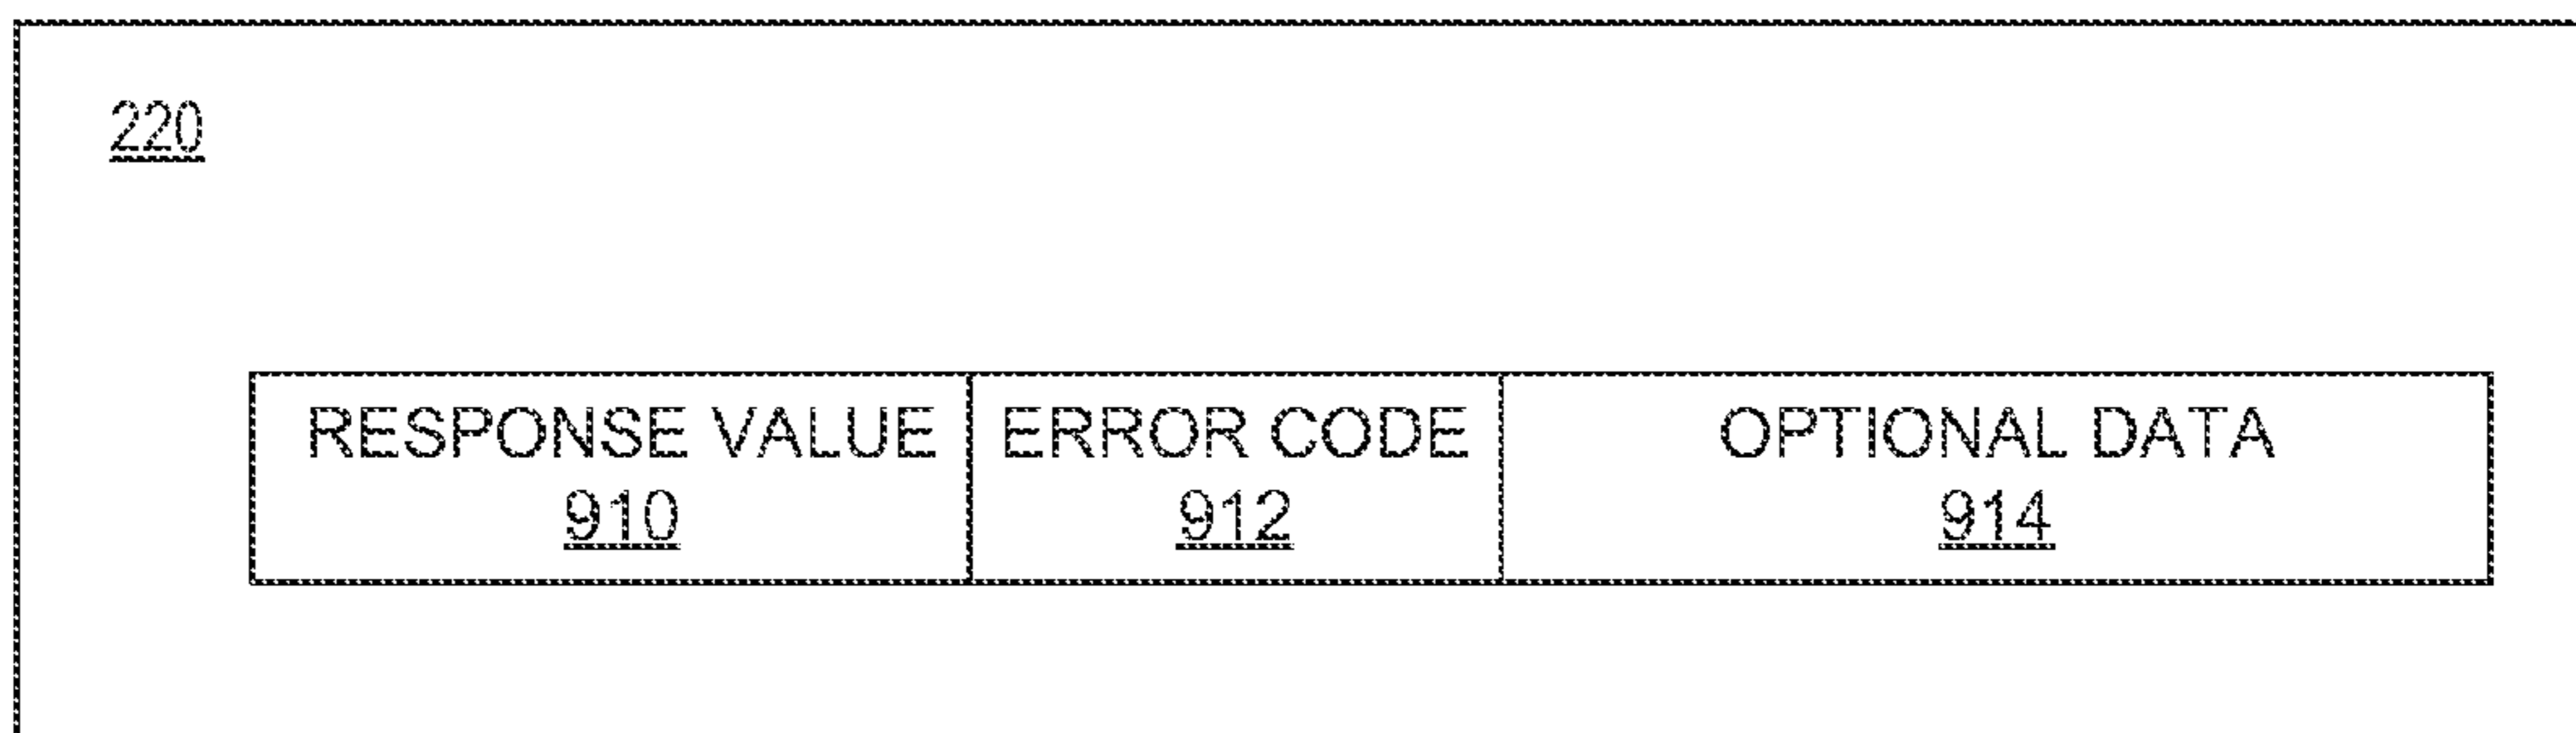 220
RESPONSE VALUE ERROR CODE OPTIONAL DATA
910 912 914